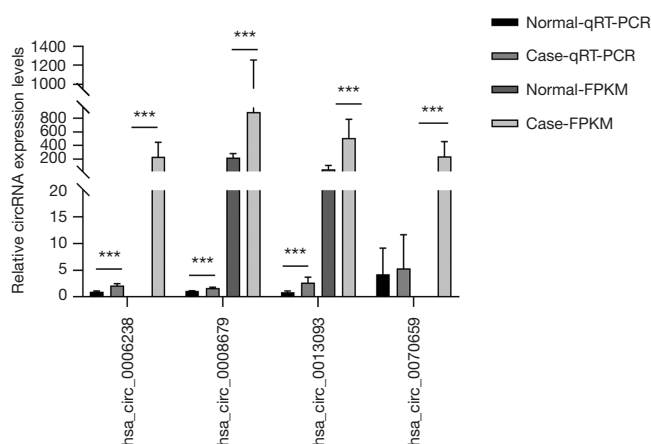 Relative circRNA expression levels
1400
1200
1000
800
600
400
200
20
15
10
5
0
***
***
***
***
***
***
***
hsa_circ_0006238
hsa_circ_0008679
hsa_circ_0013093
hsa_circ_0070659
Normal-qRT-PCR
Case-qRT-PCR
Normal-FPKM
Case-FPKM